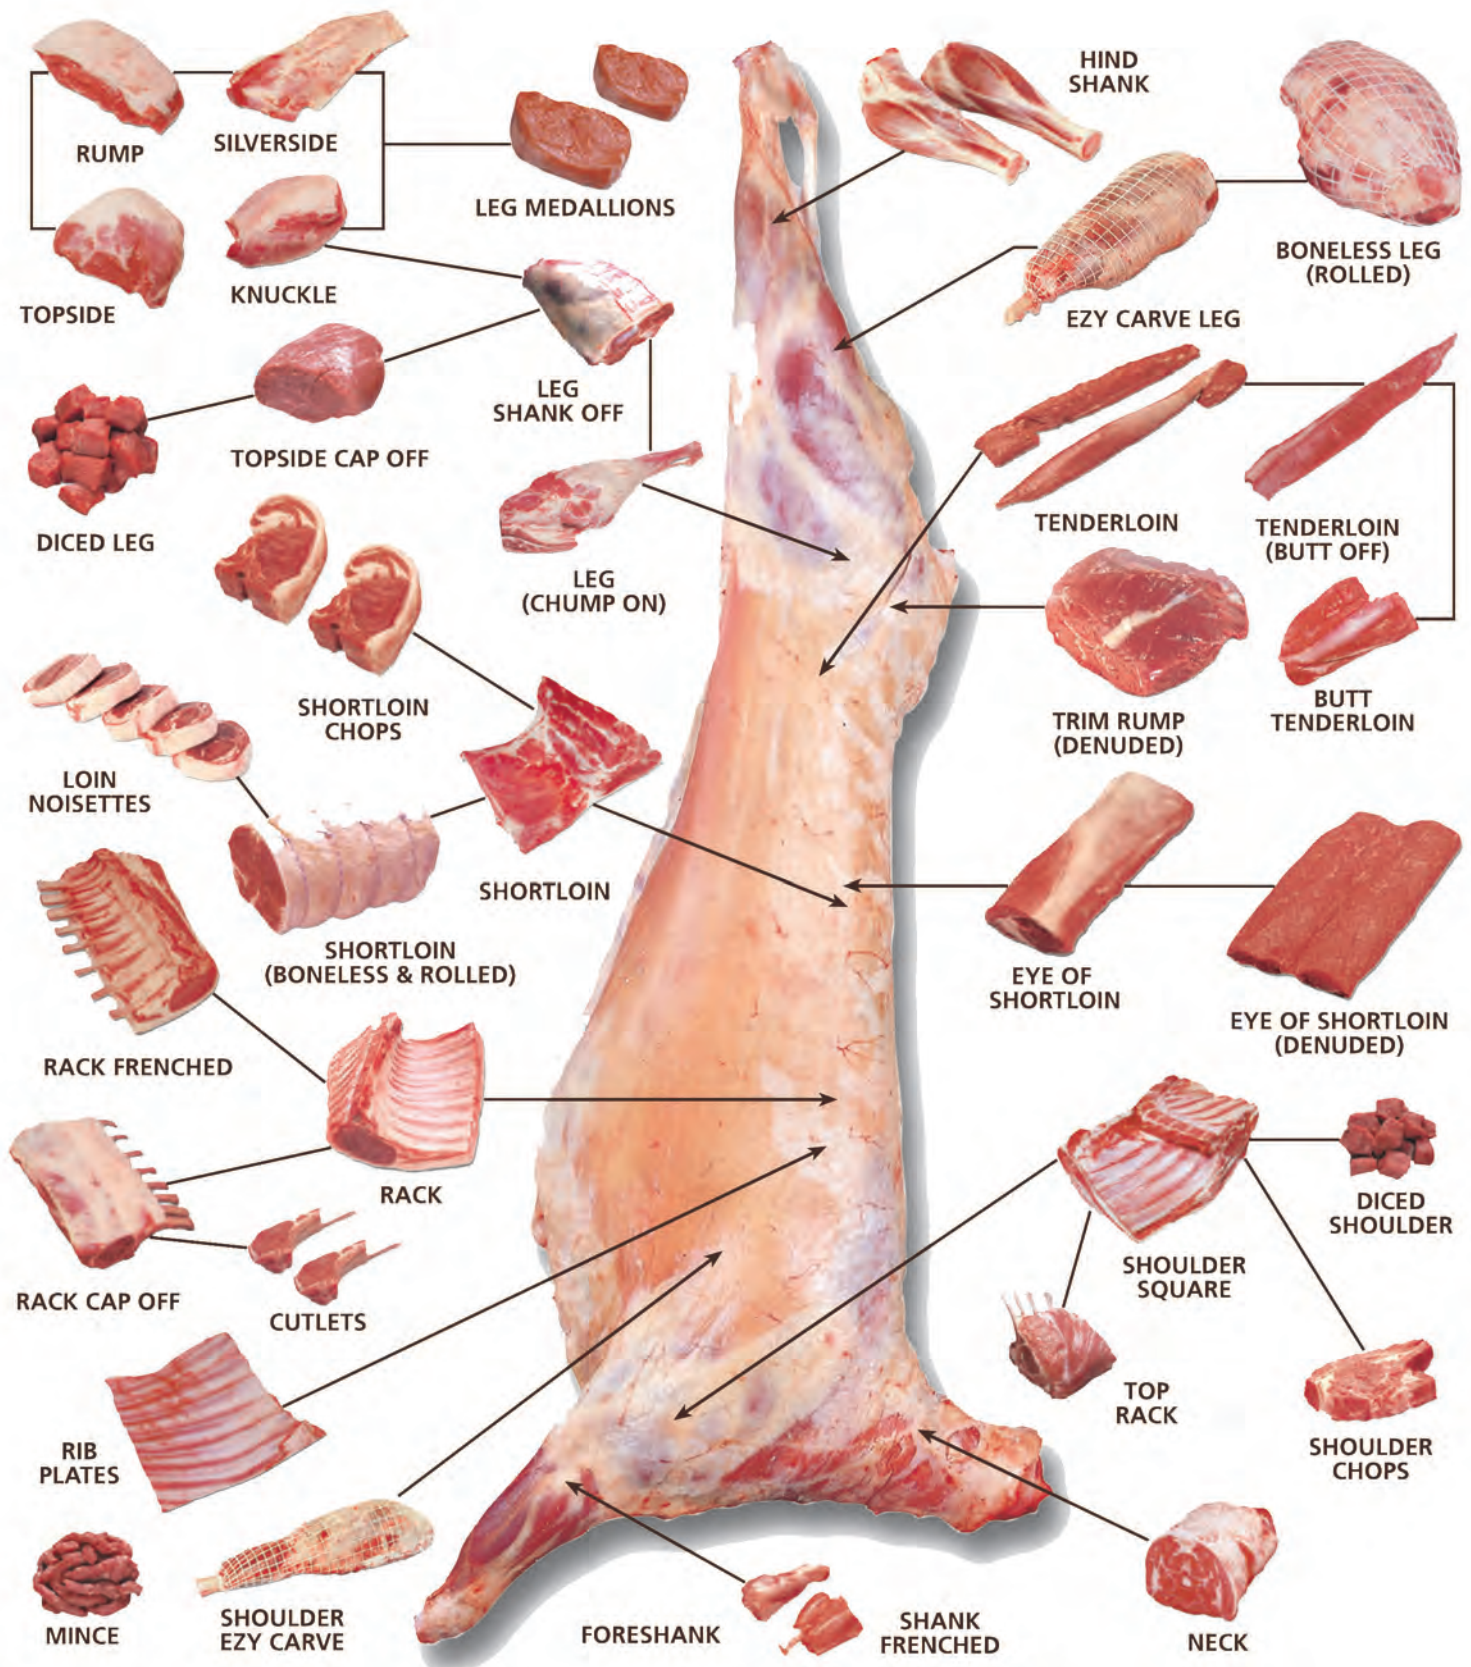 HIND
SHANK
RUMP
SILVERSIDE
LEG MEDALLIONS
BONELESS LEG
(ROLLED)
TOPSIDE
KNUCKLE
EZY CARVE LEG
LEG
SHANK OFF
TOPSIDE CAP OFF
DICED LEG
TENDERLOIN
TENDERLOIN
(BUTT OFF)
LEG
(CHUMP ON)
SHORTLOIN
CHOPS
TRIM RUMP
(DENUDED)
BUTT
TENDERLOIN
LOIN
NOISETTES
SHORTLOIN
SHORTLOIN
(BONELESS & ROLLED)
EYE OF
SHORTLOIN
EYE OF SHORTLOIN
(DENUDED)
RACK FRENCHED
RACK
DICED
SHOULDER
SHOULDER
SQUARE
RACK CAP OFF
CUTLETS
TOP
RACK
RIB
PLATES
SHOULDER
CHOPS
MINCE
SHOULDER
EZY CARVE
FORESHANK
SHANK
FRENCHED
NECK